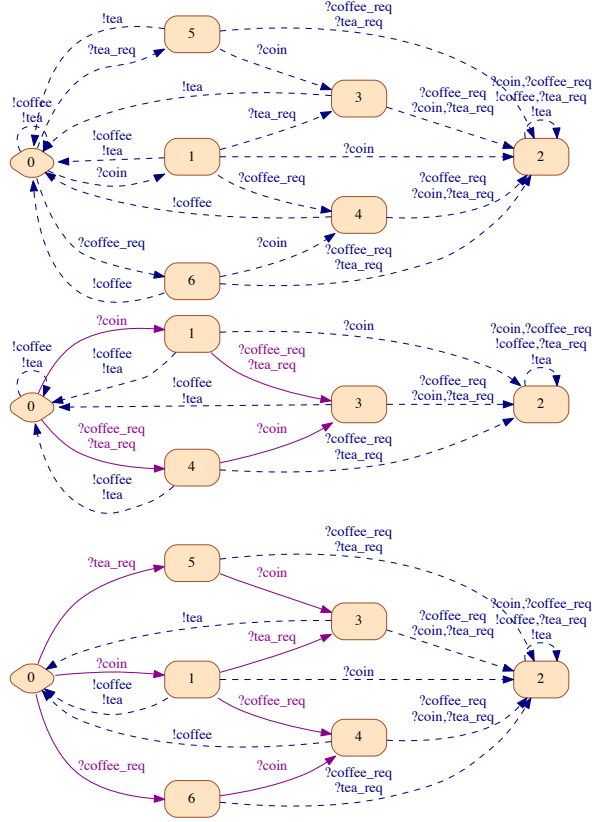 !tea
?coffee_req
?tea_req
5
?tea_req
?coin
?coin,?coffee_req
!coffee,?tea_req
!tea
!tea
3
?coffee_req
?coin,?tea_req
!coffee
!tea
?tea_req
!coffee
!tea
0
1
?coin
2
?coin
?coffee_req
?coffee_req
?coin,?tea_req
!coffee
4
?coffee_req
?coin
?coffee_req
?tea_req
6
!coffee
?coin
1
?coin
?coin,?coffee_req
!coffee,?tea_req
!tea
!coffee
!tea
!coffee
!tea
?coffee_req
?tea_req
!coffee
!tea
?coffee_req
?coin,?tea_req
0
3
2
?coffee_req
?tea_req
?coin
?coffee_req
?tea_req
4
!coffee
!tea
?coffee_req
?tea_req
5
?tea_req
?coin
?coin,?coffee_req
!coffee,?tea_req
!tea
!tea
3
?coffee_req
?coin,?tea_req
?tea_req
0
?coin
1
?coin
2
!coffee
!tea
?coffee_req
?coffee_req
?coin,?tea_req
!coffee
4
?coffee_req
?coin
?coffee_req
?tea_req
6